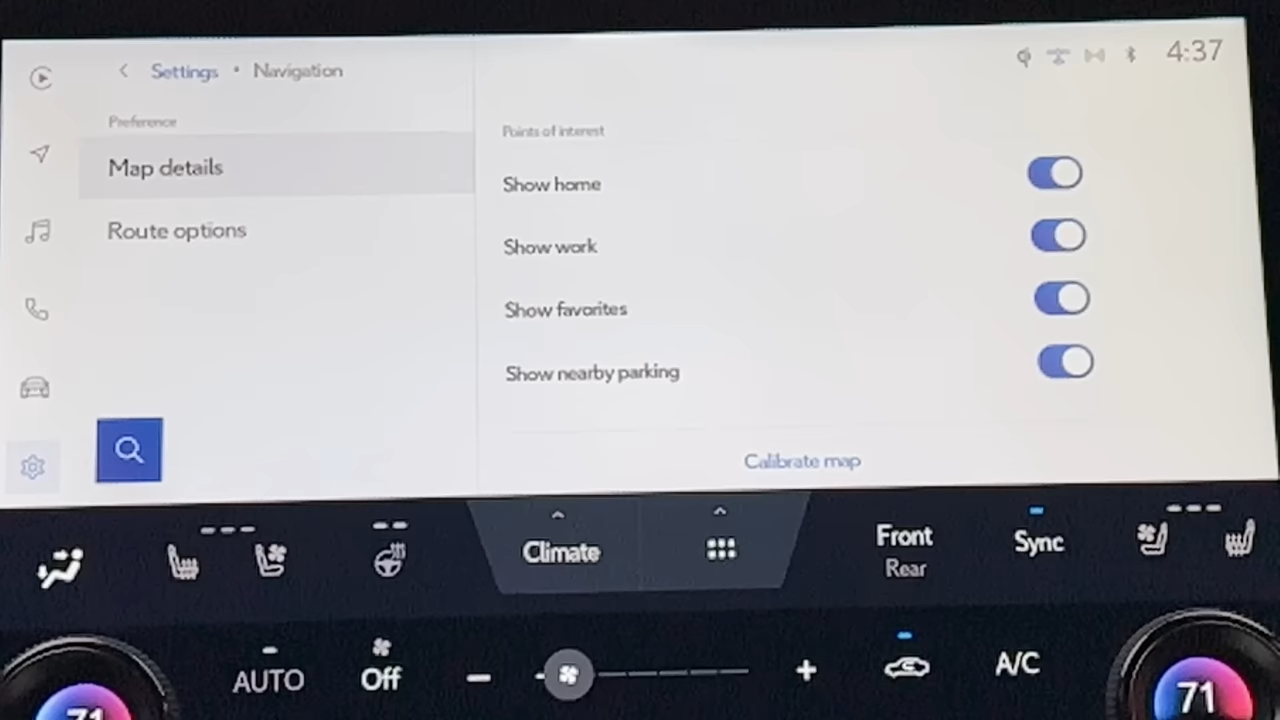 Settings • Navigation
4:37
Preference
Map details
Route options
Points of interest
Show home
Show work
Show favorites
Show nearby parking
Calibrate map
Climate
Front
Rear
Sync
AUTO
Off
A/C
71
71